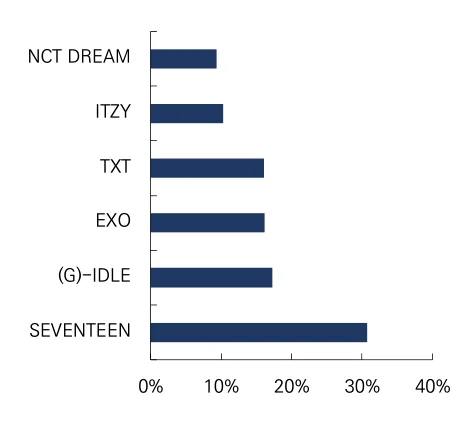 NCT DREAM
ITZY
TXT
EXO
(G)-IDLE
SEVENTEEN
0% 10% 20% 30% 40%